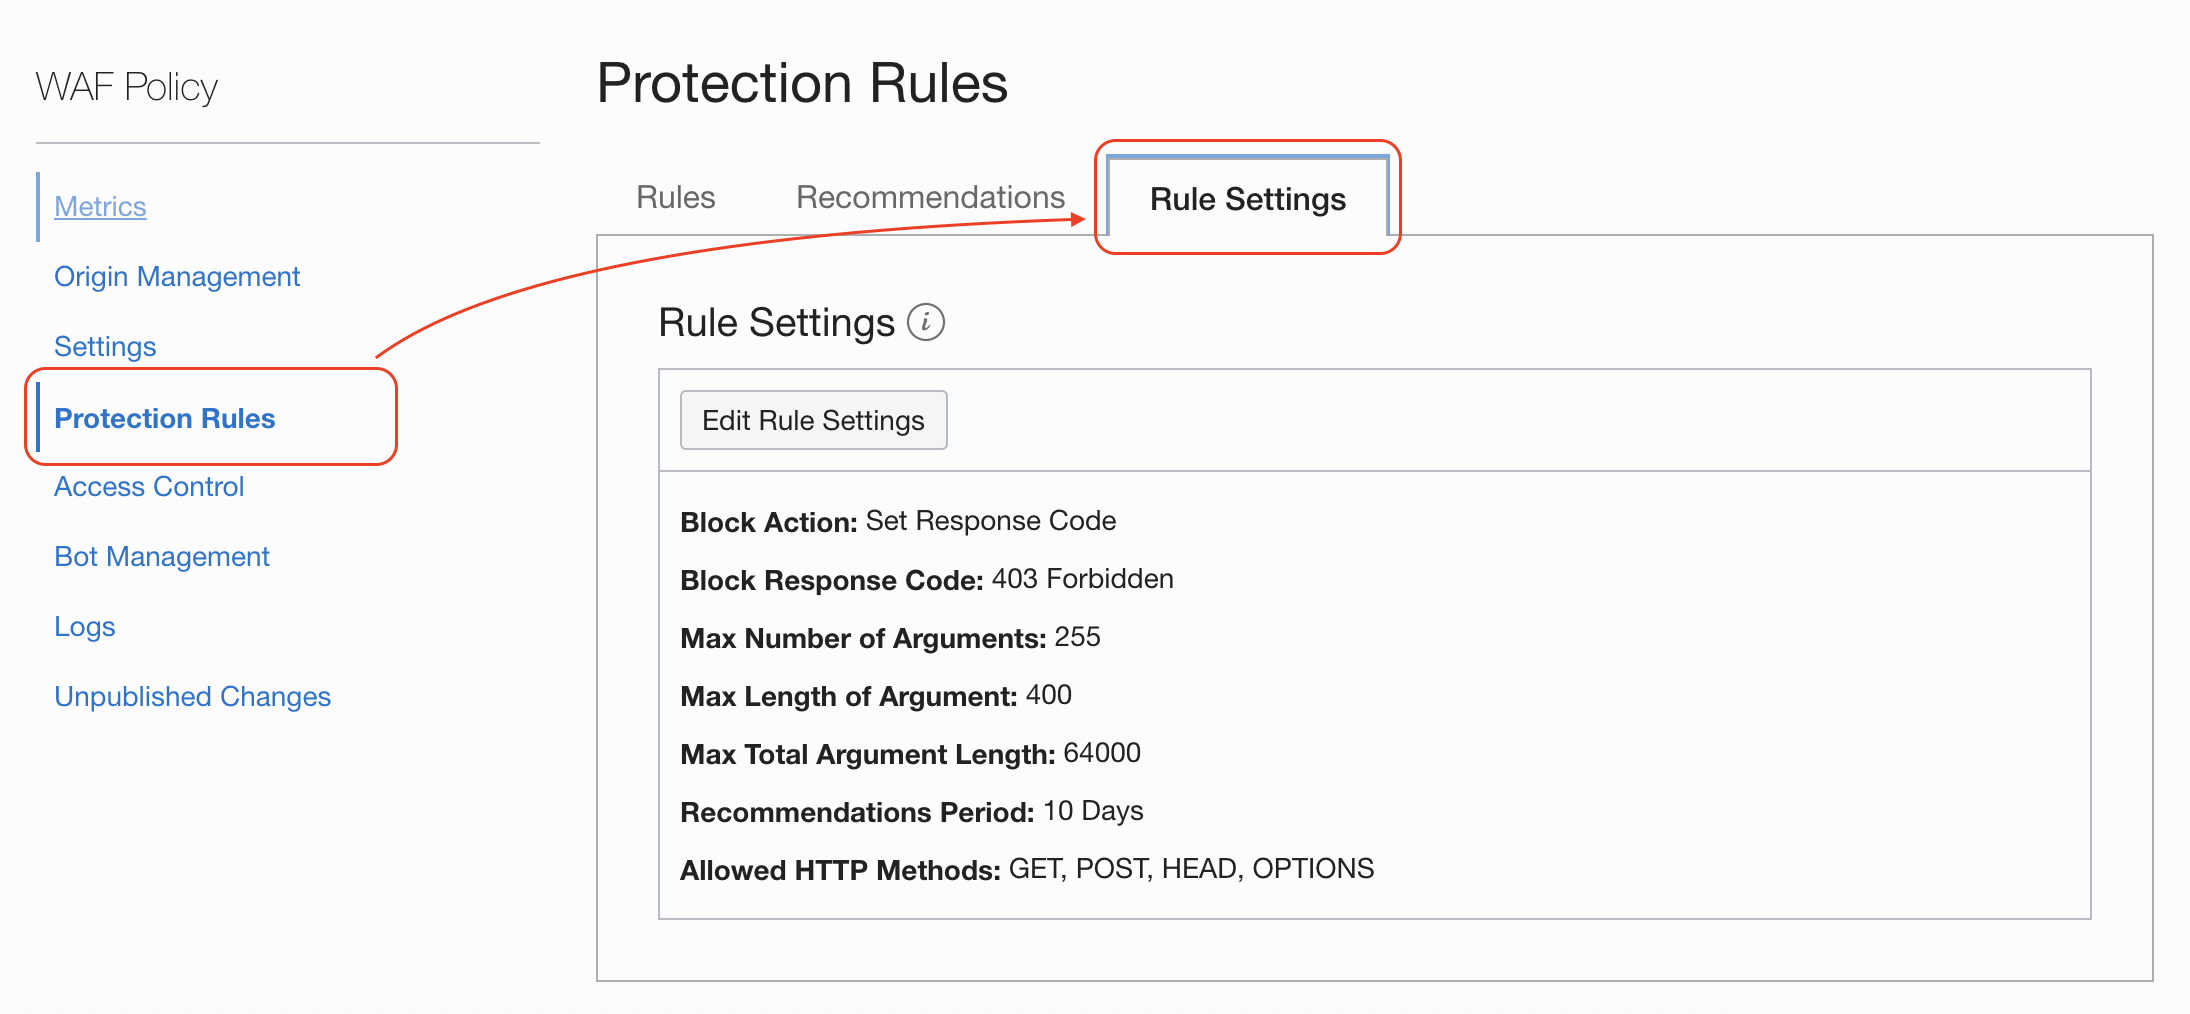 WAF Policy
Metrics
Origin Management
Settings
Protection Rules
Access Control
Bot Management
Logs
Unpublished Changes
Protection Rules
Rules Recommendations Rule Settings
Rule Settings i
Edit Rule Settings
Block Action: Set Response Code
Block Response Code: 403 Forbidden
Max Number of Arguments: 255
Max Length of Argument: 400
Max Total Argument Length: 64000
Recommendations Period: 10 Days
Allowed HTTP Methods: GET, POST, HEAD, OPTIONS